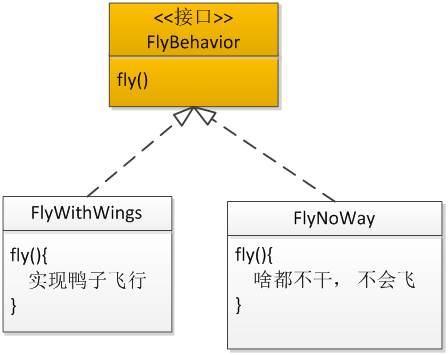 <<接口>>
FlyBehavior
fly()
FlyWithWings
fly(){
实现鸭子飞行
}
FlyNoWay
fly(){
啥都不干，不会飞
}